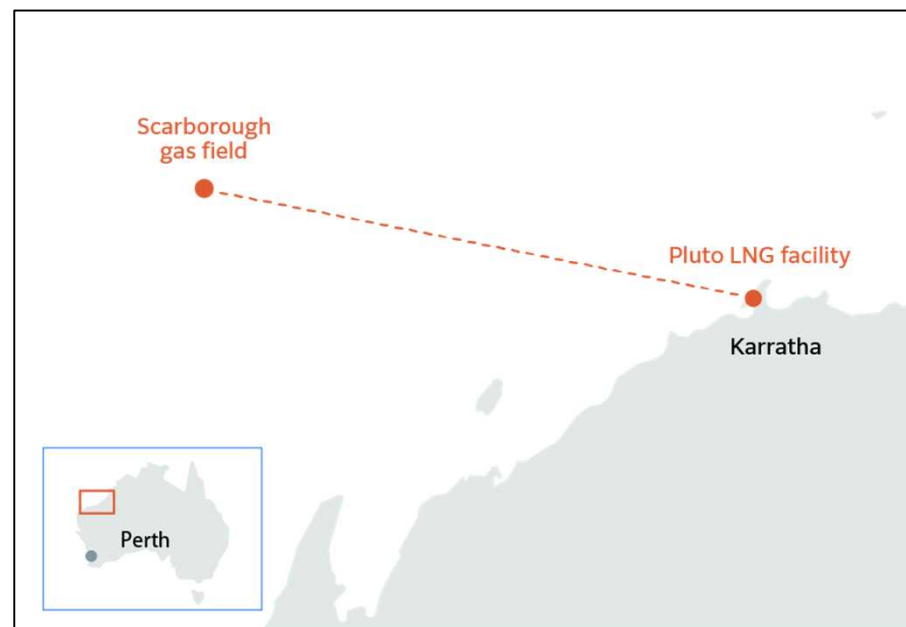 Scarborough
gas field
Pluto LNG facility
Karratha
Perth